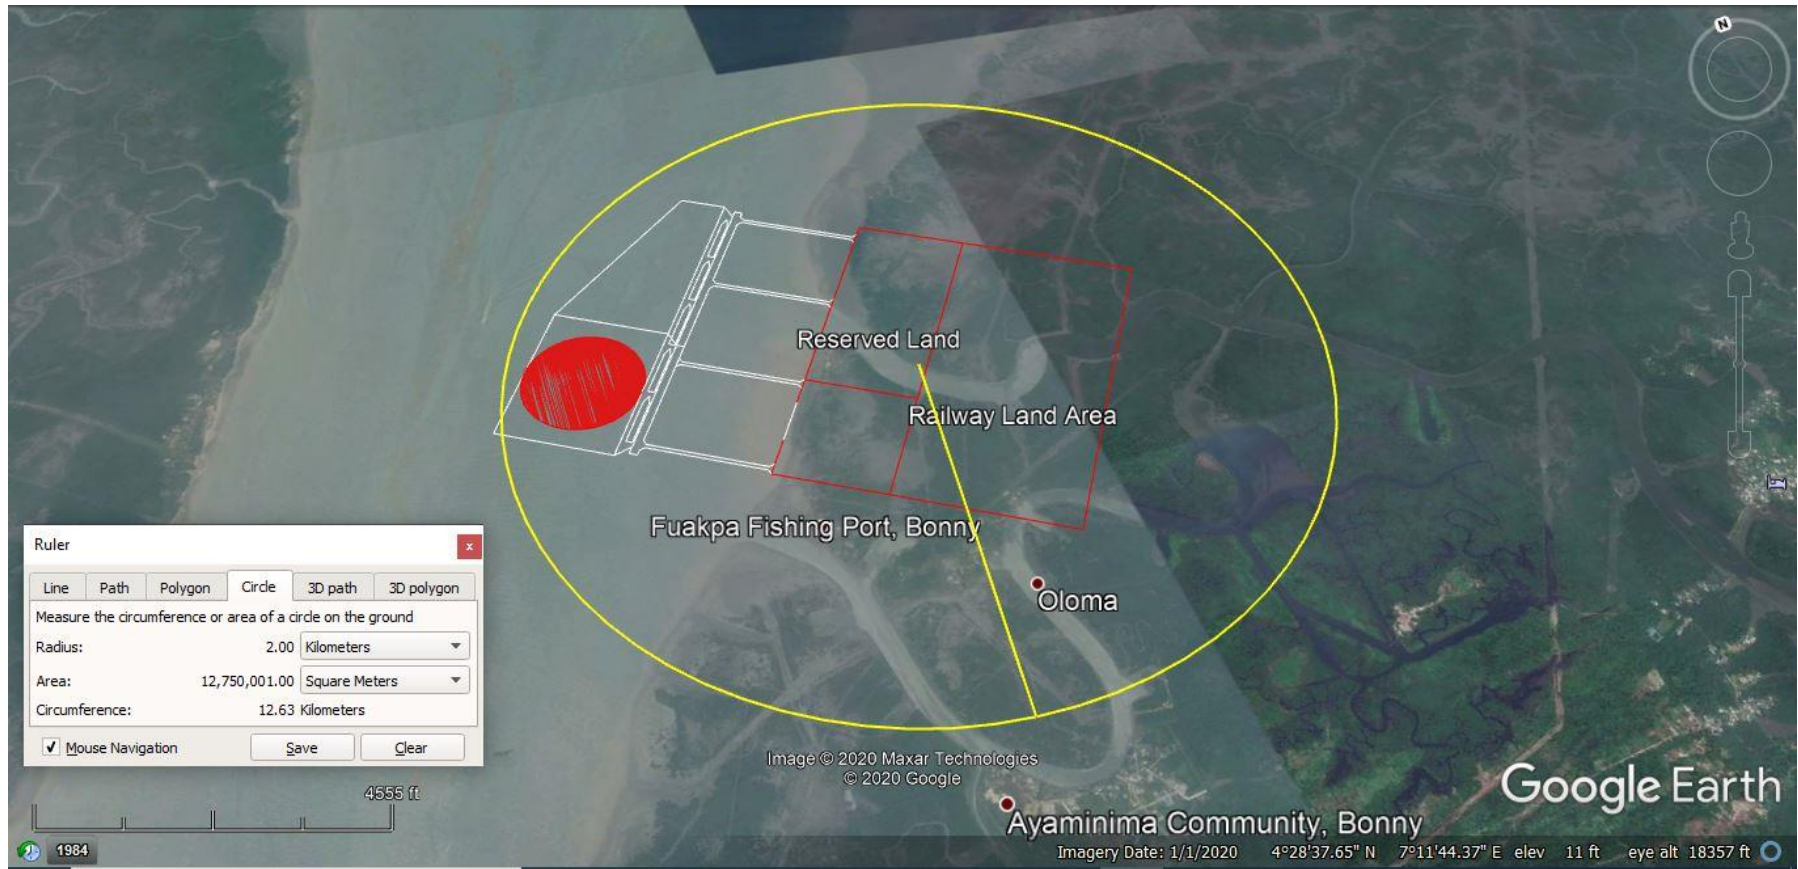 N
Reserved Land
Railway Land Area
Fuakpa Fishing Port, Bonny
Oloma
Ruler
x
Line Path Polygon Circle 3D path 3D polygon
Measure the circumference or area of a circle on the ground
Radius: 2.00 Kilometers
Area: 12,750,001.00 Square Meters
Circumference: 12.63 Kilometers
Mouse Navigation Save Clear
Image © 2020 Maxar Technologies
© 2020 Google
Google Earth
4555 ft
Ayaminima Community, Bonny
1984
Imagery Date: 1/1/2020 4°28'37.65" N 7°11'44.37" E elev 11 ft eye alt 18357 ft